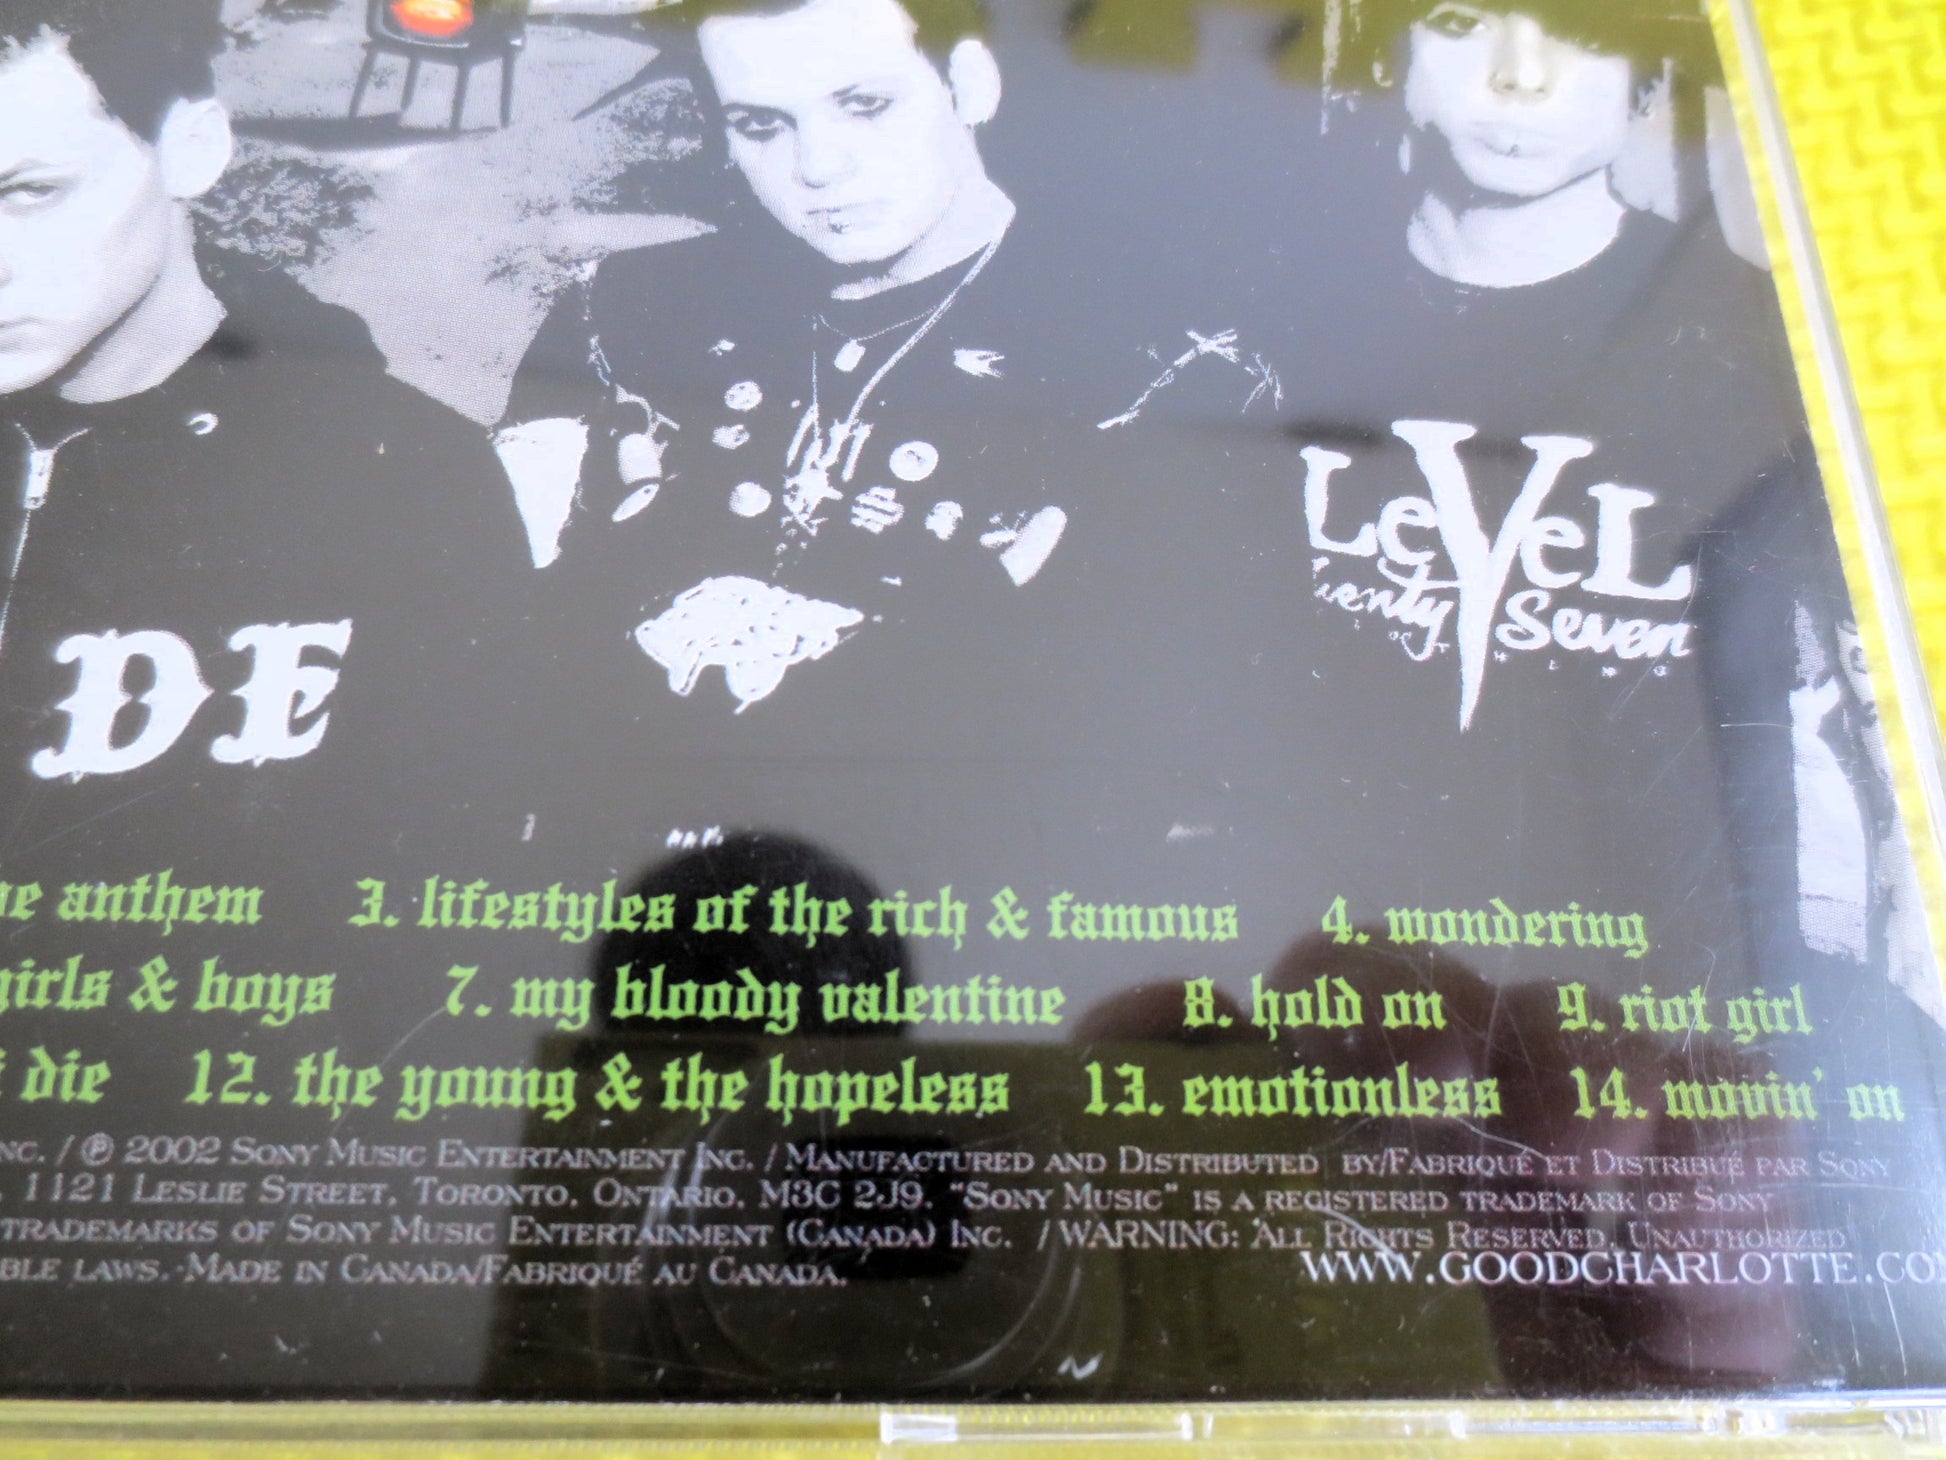 LeVeL
Twenty Seven
DE
anthem 3. lifestyles of the rich & famous 4. wondering
girls & boys 7. my bloody valentine 8. hold on 9. riot girl
die 12. the young & the hopeless 13. emotionless 14. movin' on
NC. / ℗ 2002 SONY MUSIC ENTERTAINMENT INC. / MANUFACTURED AND DISTRIBUTED BY/FABRIQUÉ ET DISTRIBUÉ PAR SONY
1121 LESLIE STREET, TORONTO, ONTARIO, M3C 2J9. "SONY MUSIC" IS A REGISTERED TRADEMARK OF SONY
TRADEMARKS OF SONY MUSIC ENTERTAINMENT (CANADA) INC. / WARNING: ALL RIGHTS RESERVED. UNAUTHORIZED
BLE LAWS. · MADE IN CANADA/FABRIQUÉ AU CANADA.
WWW.GOODCHARLOTTE.CO